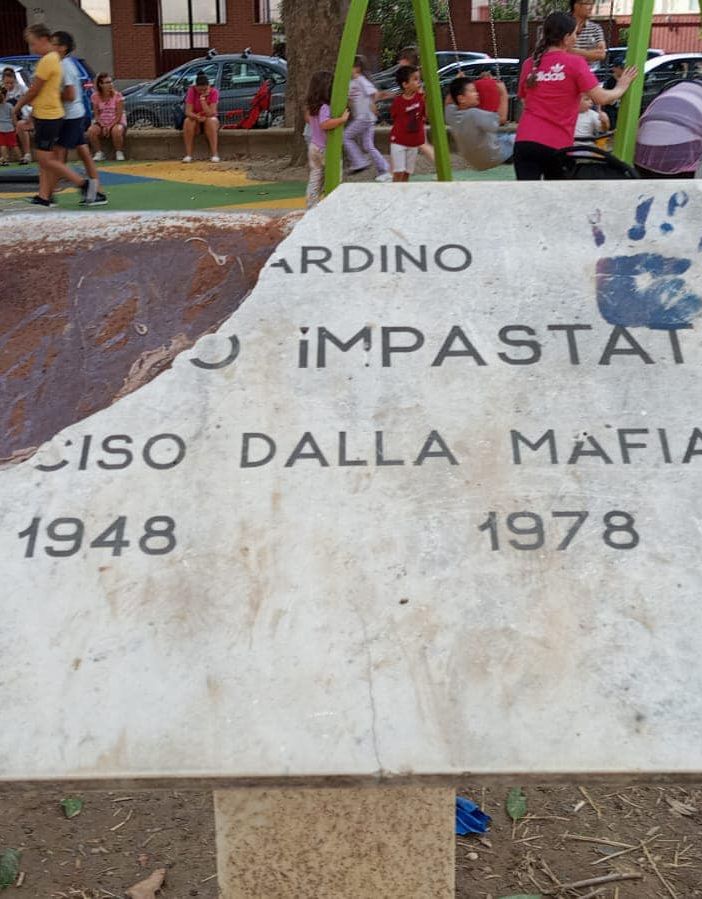 adidas
ARDINO
O iMPASTAT
CISO DALLA MAFIA
1948 1978